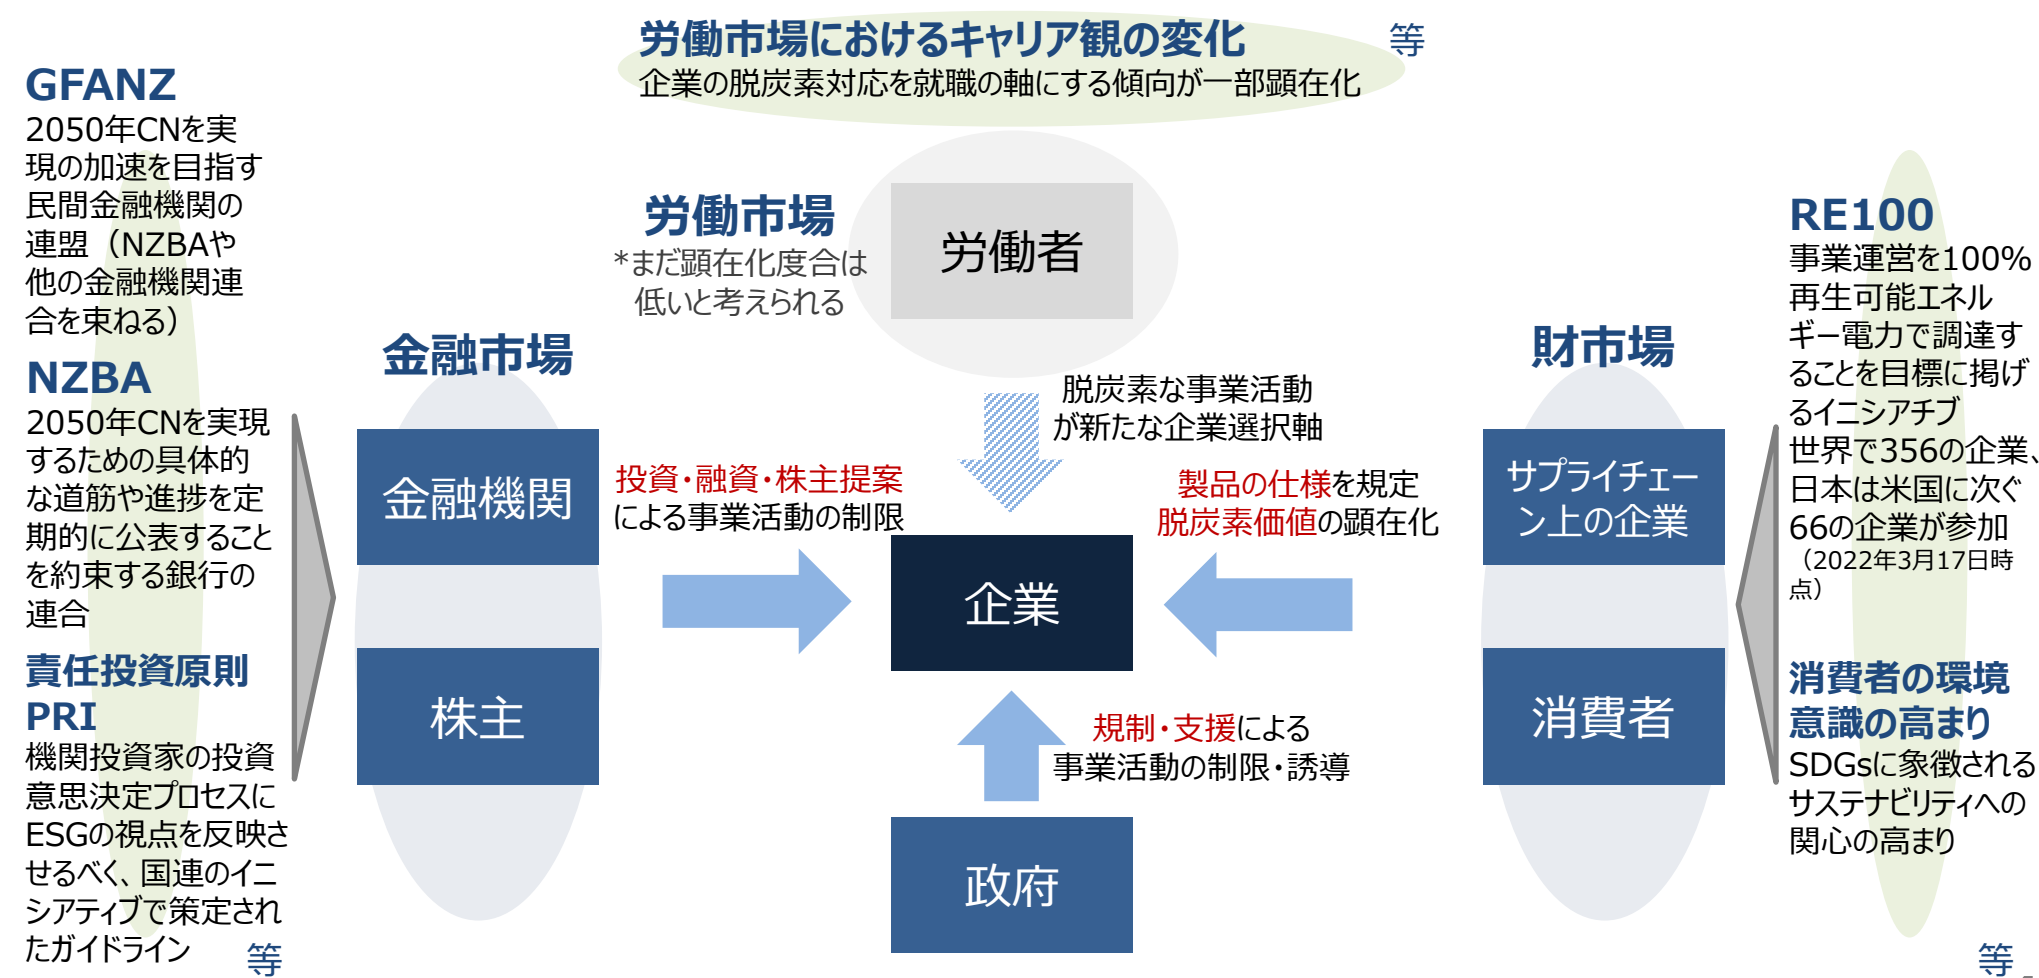 労働市場におけるキャリア観の変化
企業の脱炭素対応を就職の軸にする傾向が一部顕在化
等
GFANZ
2050年CNを実
現の加速を目指す
民間金融機関の
連盟（NZBAや
他の金融機関連
合を束ねる）
NZBA
2050年CNを実現
するための具体的
な道筋や進捗を定
期的に公表すること
を約束する銀行の
連合
責任投資原則
PRI
機関投資家の投資
意思決定プロセスに
ESGの視点を反映さ
せるべく、国連のイニ
シアティブで策定され
たガイドライン
等
金融市場
金融機関
株主
労働市場
*まだ顕在化度合は
低いと考えられる
労働者
脱炭素な事業活動
が新たな企業選択軸
投資・融資・株主提案
による事業活動の制限
製品の仕様を規定
脱炭素価値の顕在化
企業
規制・支援による
事業活動の制限・誘導
政府
財市場
サプライチェー
ン上の企業
消費者
RE100
事業運営を100%
再生可能エネル
ギー電力で調達す
ることを目標に掲げ
るイニシアチブ
世界で356の企業、
日本は米国に次ぐ
66の企業が参加
（2022年3月17日時
点）
消費者の環境
意識の高まり
SDGsに象徴される
サステナビリティへの
関心の高まり
等